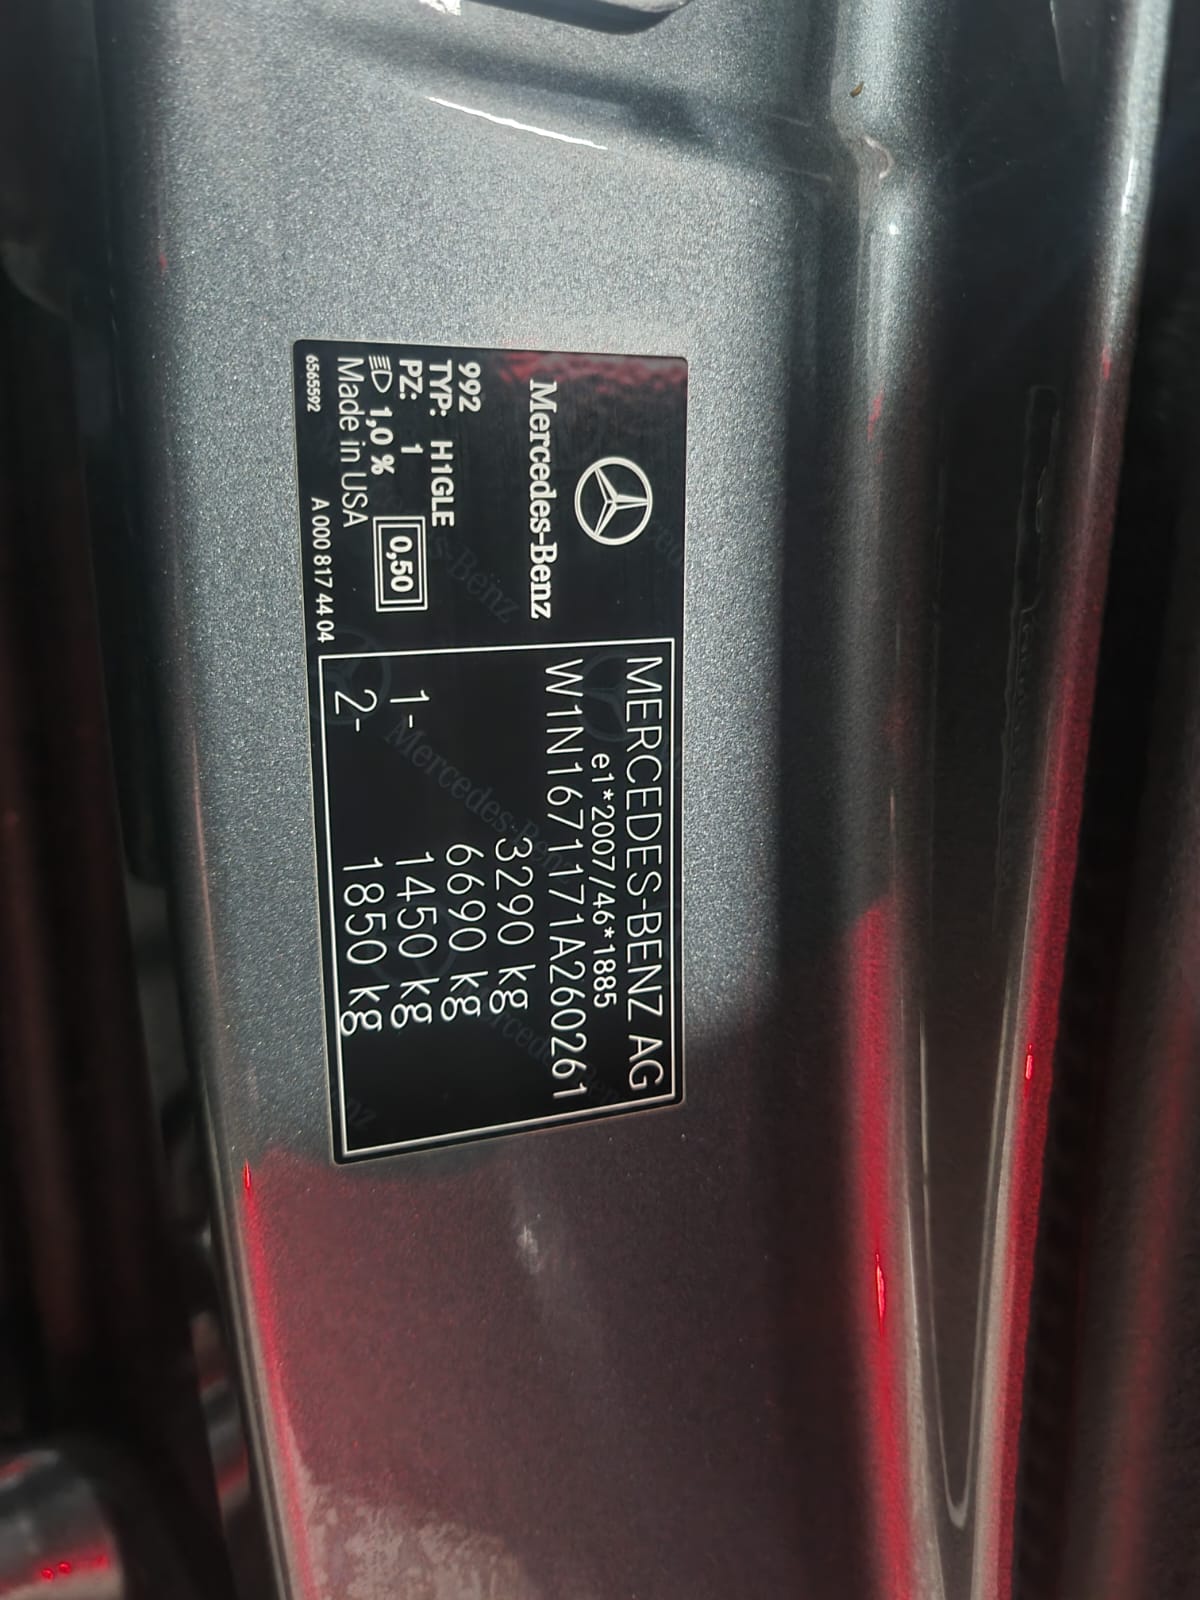 Mercedes-Benz
992
TYP: H1GLE
PZ: 1
1,0 %
0,50
Made in USA
6565592
A 000 817 44 04
MERCEDES-BENZ AG
e1*2007/46*1885
W1N1671171A260261
3290 kg
6690 kg
1- 1450 kg
2- 1850 kg